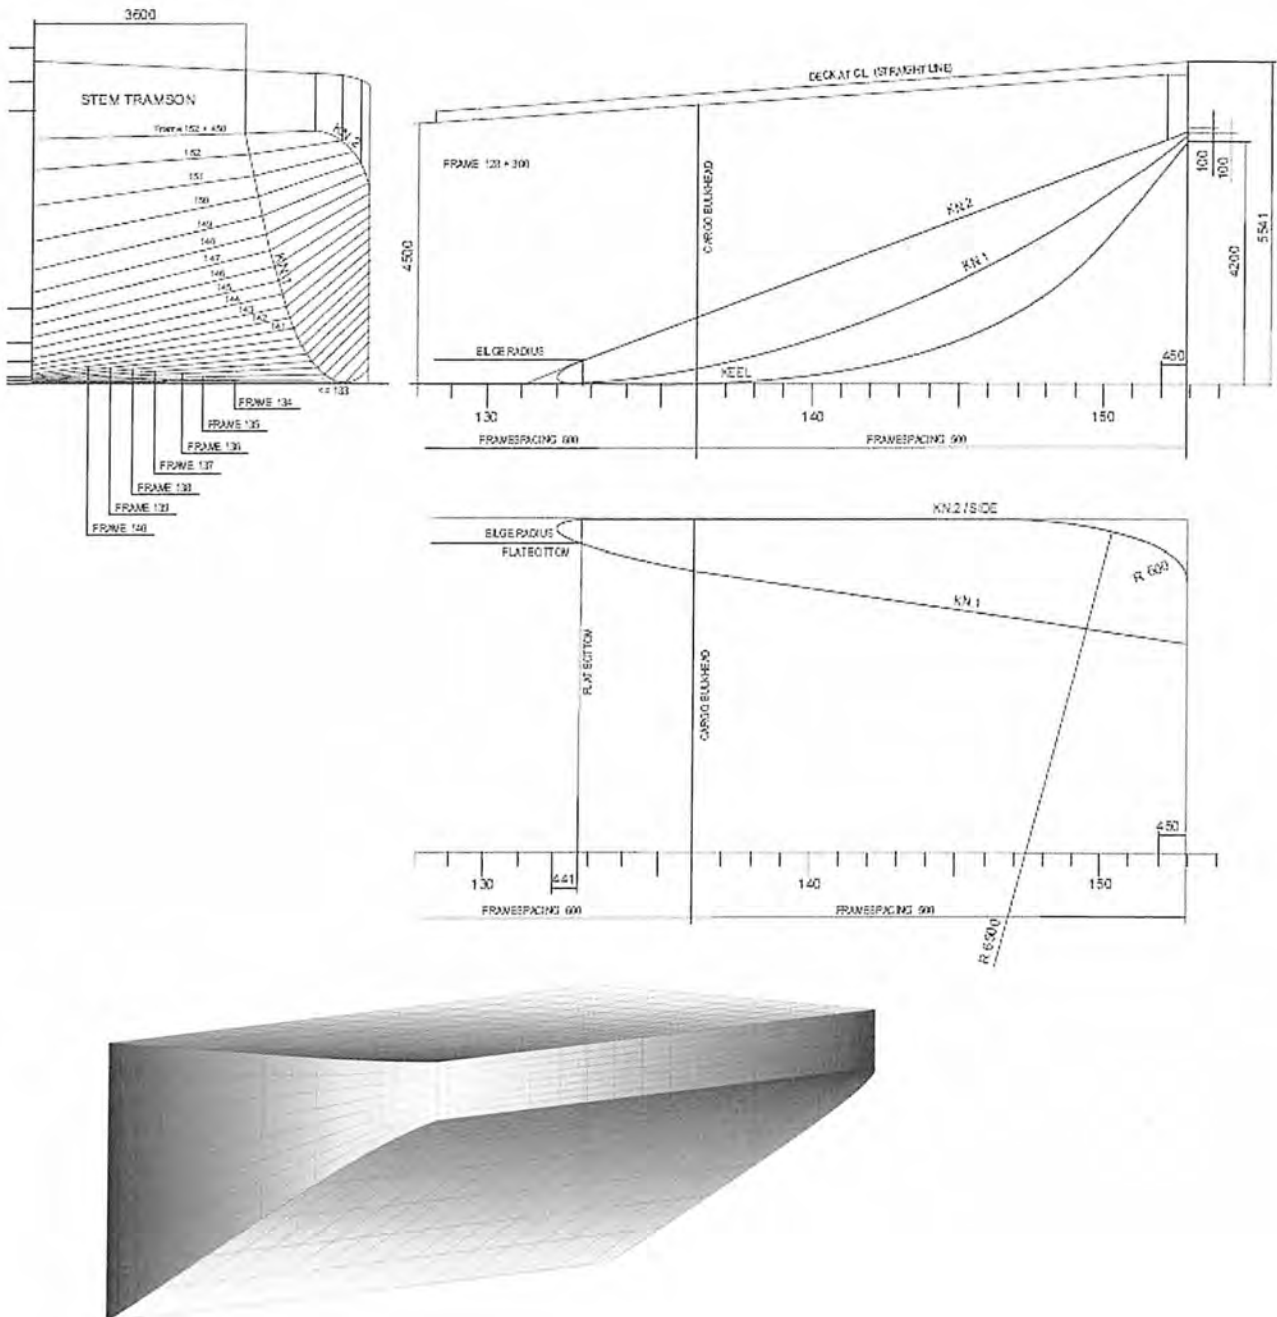 3600
STEM TRAMSON
Frame 152 + 450
KN.2
152
151
150
149
148
147
146
145
144
143
142
141
KN.1
<= 133
FRAME 134
FRAME 135
FRAME 136
FRAME 137
FRAME 138
FRAME 139
FRAME 140
DECK AT CL (STRAIGHT LINE)
FRAME 128 + 300
CARGO BULKHEAD
KN.2
KN.1
4500
100
100
4200
5541
BILGE RADIUS
KEEL
450
130
140
150
FRAMESPACING 600
FRAMESPACING 500
KN.2 / SIDE
BILGE RADIUS
FLAT BOTTOM
R 600
KN.1
FLAT BOTTOM
CARGO BULKHEAD
450
130
441
140
150
FRAMESPACING 600
FRAMESPACING 500
R 6500